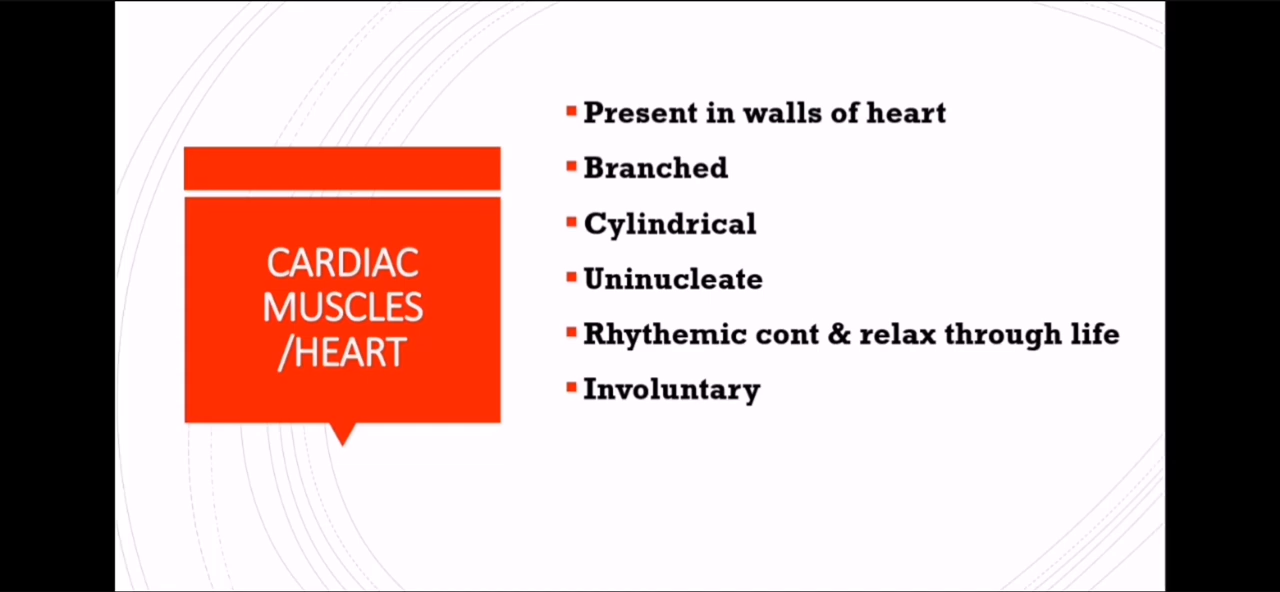 CARDIAC
MUSCLES
/HEART
Present in walls of heart
Branched
Cylindrical
Uninucleate
Rhythemic cont & relax through life
Involuntary